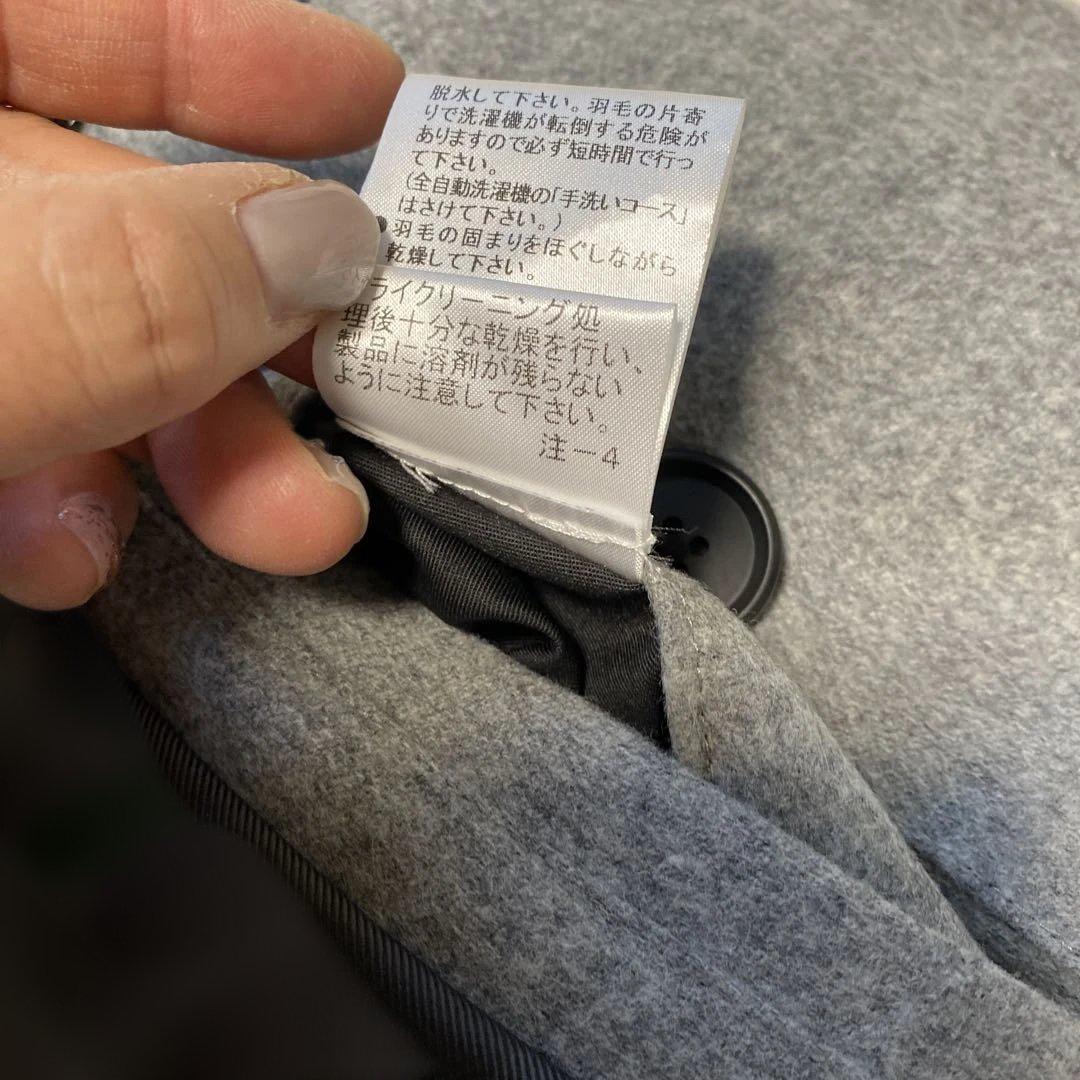 脱水して下さい。羽毛の片寄
りで洗濯機が転倒する危険が
ありますので必ず短時間で行っ
て下さい。
(全自動洗濯機の「手洗いコース」
はさけて下さい。)
羽毛の固まりをほぐしながら
乾燥して下さい。
ライクリーニング処
理後十分な乾燥を行い、
製品に溶剤が残らない
ように注意して下さい。
注－4